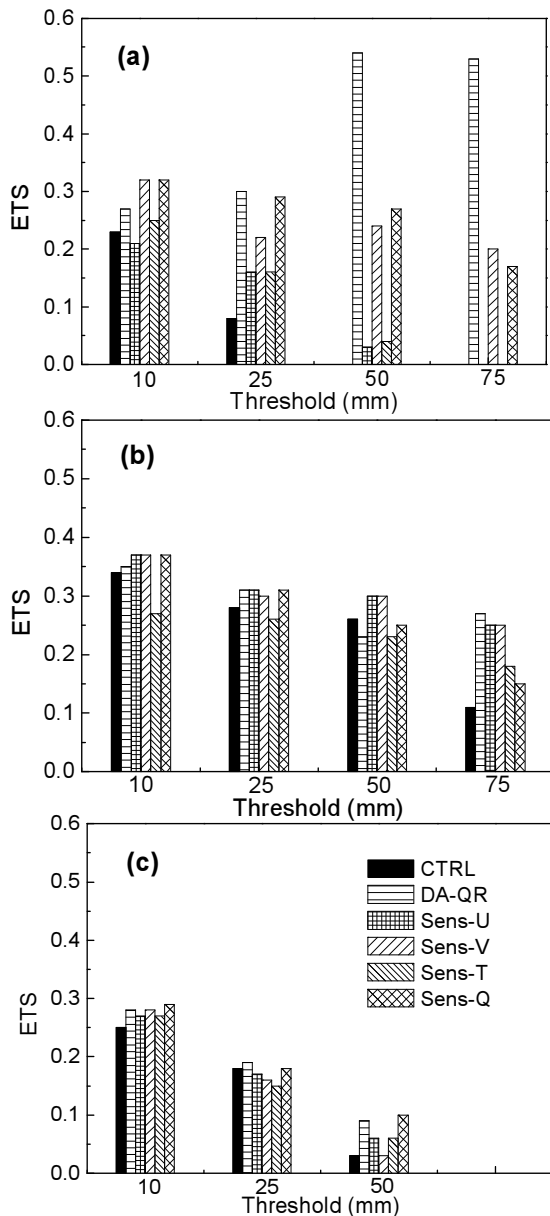 0.6
(a)
0.5
0.4
ETS
0.3
0.2
0.1
0.0
10 25 50 75
Threshold (mm)
0.6
(b)
0.5
0.4
ETS
0.3
0.2
0.1
0.0
10 25 50 75
Threshold (mm)
0.6
(c)
CTRL
0.5
DA-QR
Sens-U
0.4
Sens-V
Sens-T
ETS
0.3
Sens-Q
0.2
0.1
0.0
10 25 50
Threshold (mm)